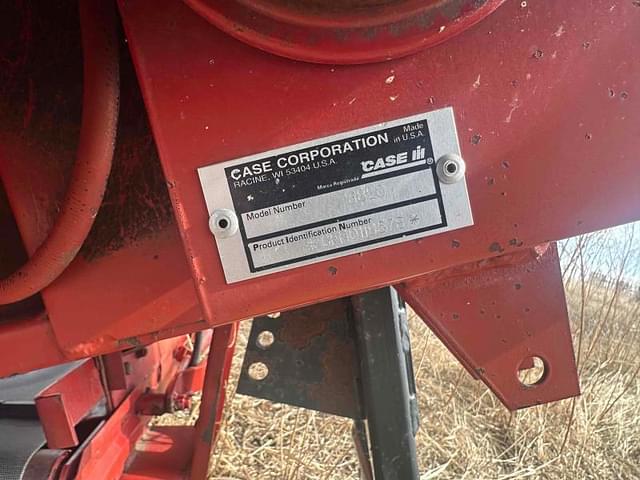 CASE CORPORATION Made in U.S.A.
RACINE, WI 53404 U.S.A.
CASE IH
Marca Registrada
Model Number
Product Identification Number